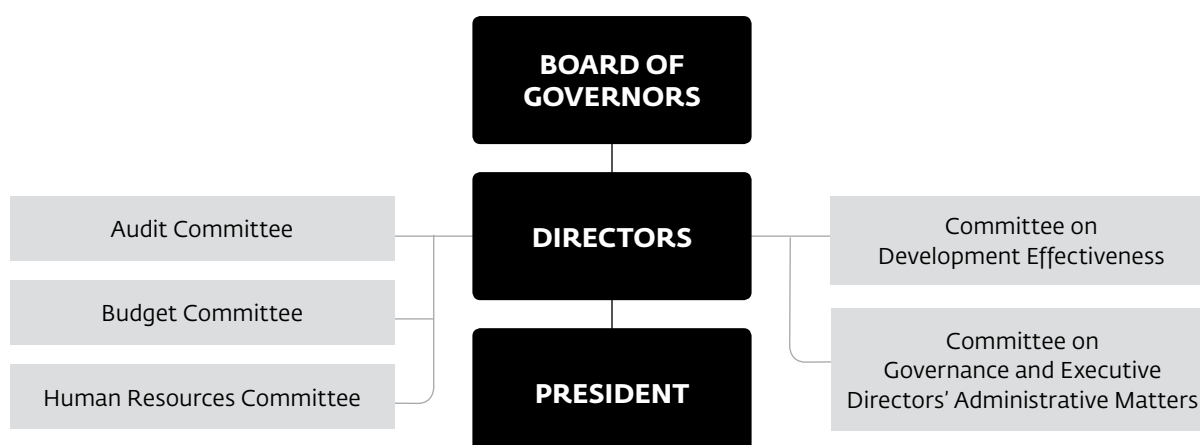 BOARD OF
GOVERNORS
Audit Committee
DIRECTORS
Committee on
Development Effectiveness
Budget Committee
Human Resources Committee
PRESIDENT
Committee on
Governance and Executive
Directors’ Administrative Matters